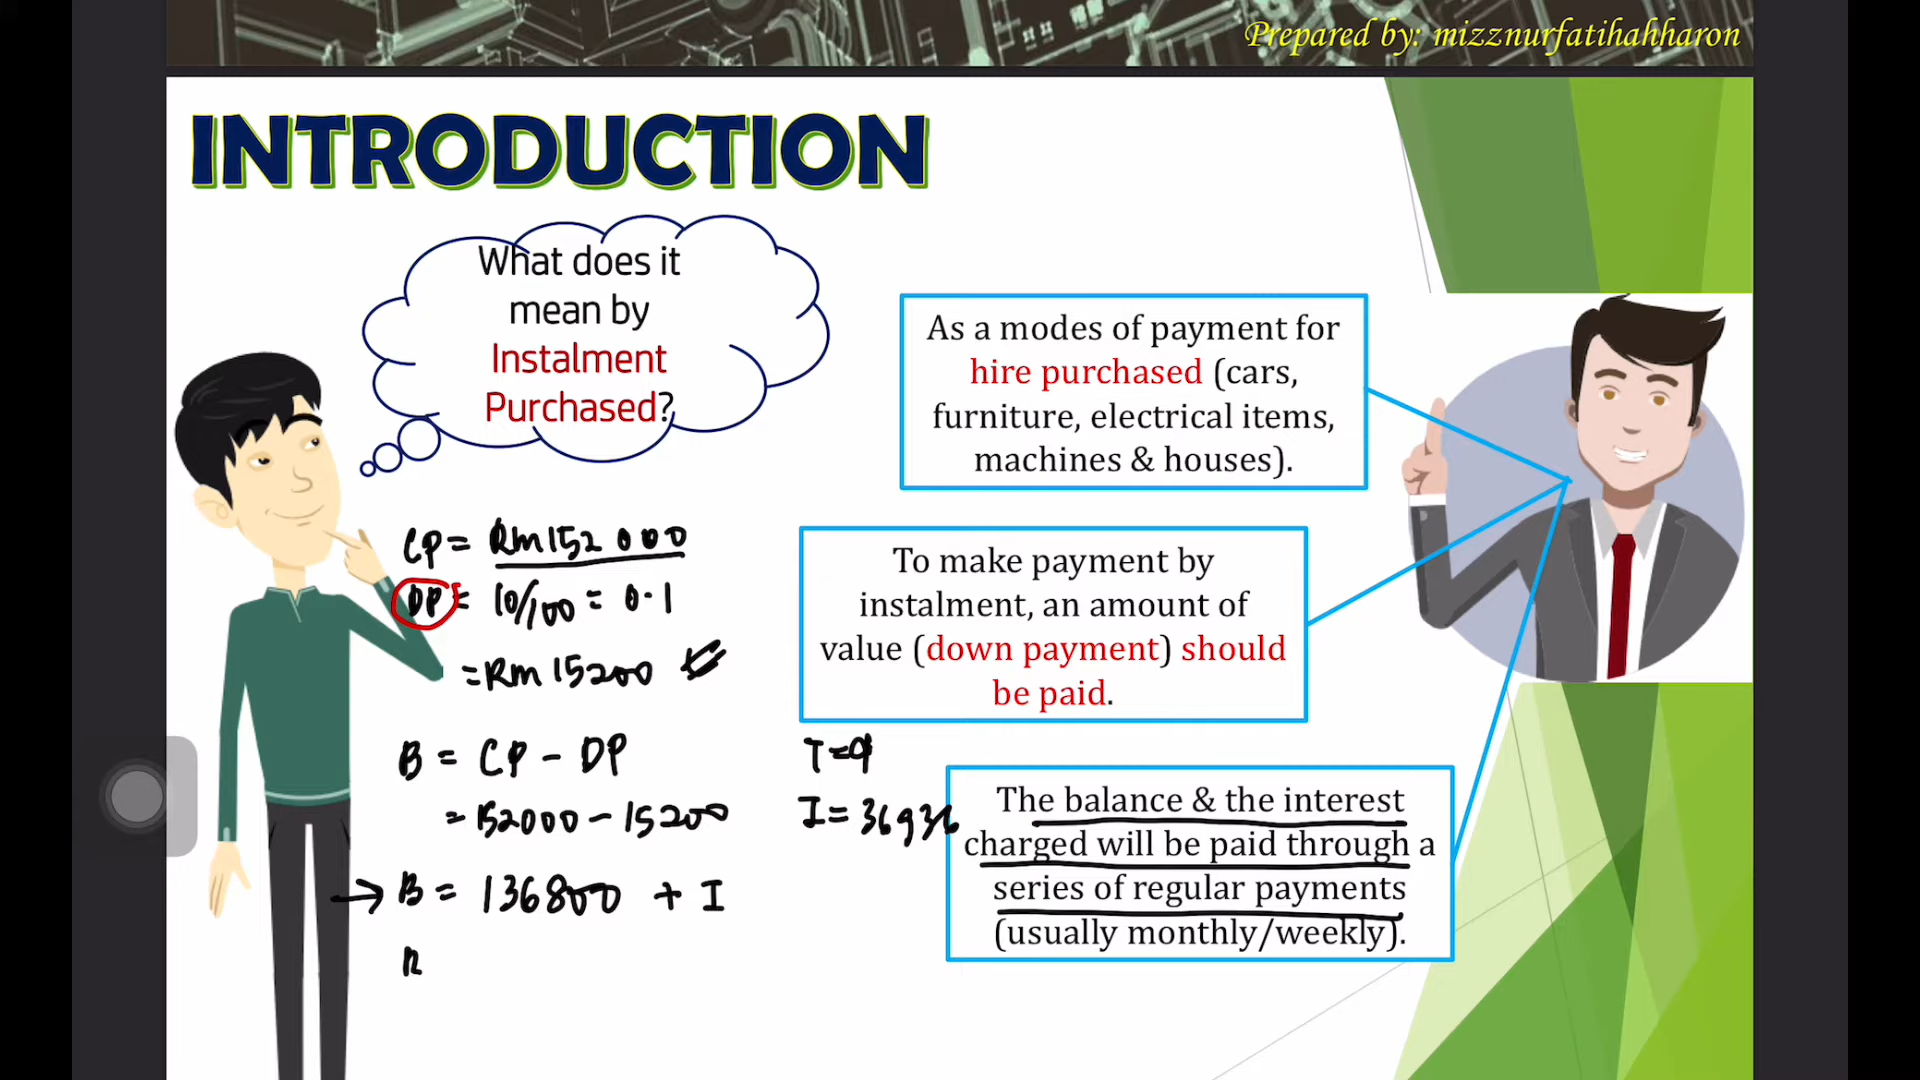 Prepared by: mizznurfatihahharon
INTRODUCTION
What does it
mean by
Instalment
Purchased?
As a modes of payment for
hire purchased (cars,
furniture, electrical items,
machines & houses).
CP = RM152 000
DP = 10/100 = 0.1
= RM 15200
To make payment by
instalment, an amount of
value (down payment) should
be paid.
B = CP - DP
= 152000 - 15200
B = 136800 + I
T = 9
I = 36936
The balance & the interest
charged will be paid through a
series of regular payments
(usually monthly/weekly).